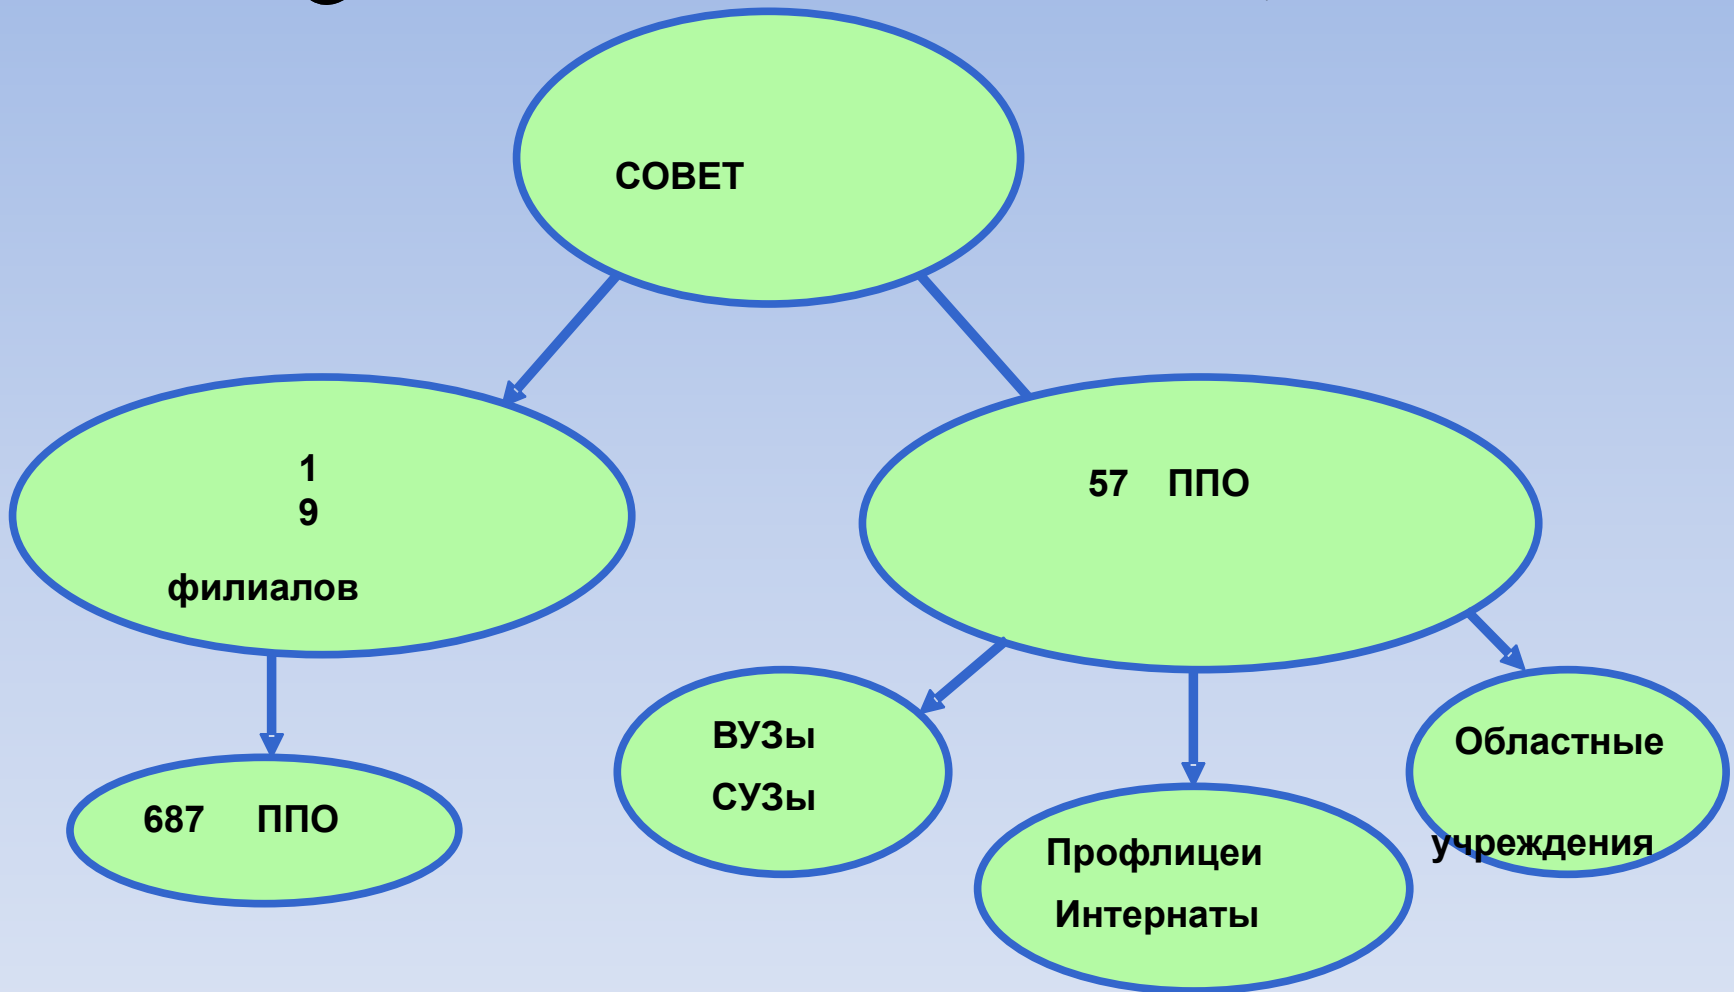 СОВЕТ
1
9
филиалов
57 ППО
687 ППО
ВУЗы
СУЗы
Профлицеи
Интернаты
Областные
учреждения